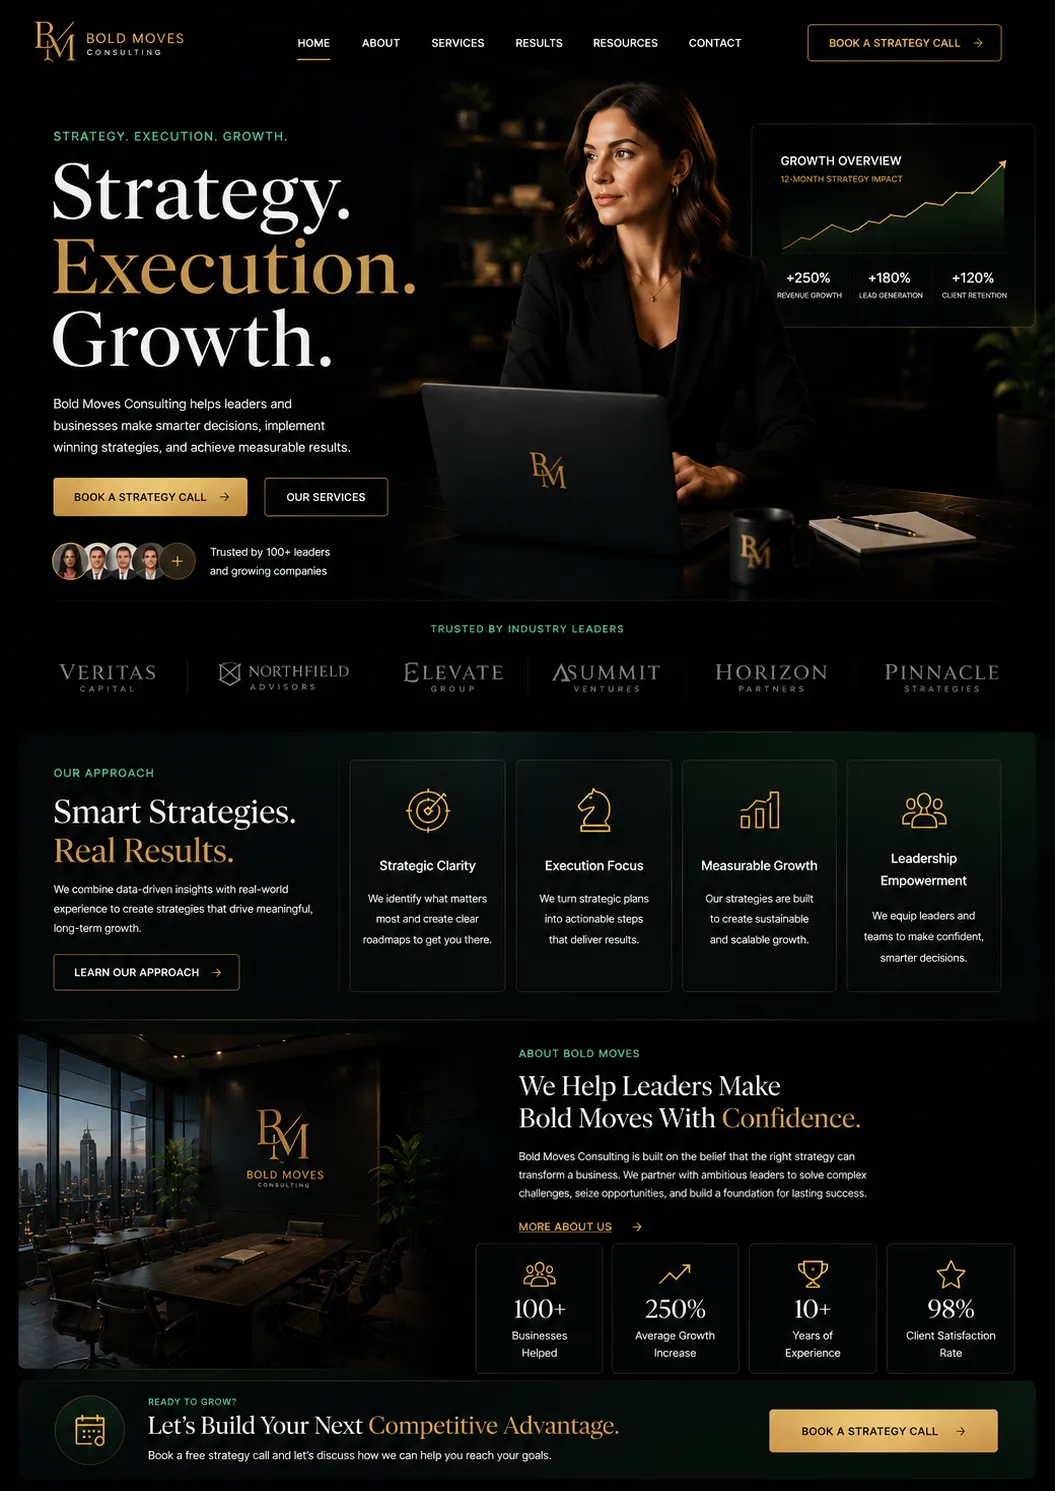 BM
BOLD MOVES
CONSULTING
HOME
ABOUT
SERVICES
RESULTS
RESOURCES
CONTACT
BOOK A STRATEGY CALL →
STRATEGY. EXECUTION. GROWTH.
Strategy.
Execution.
Growth.
Bold Moves Consulting helps leaders and
businesses make smarter decisions, implement
winning strategies, and achieve measurable results.
BOOK A STRATEGY CALL →
OUR SERVICES
+
Trusted by 100+ leaders
and growing companies
GROWTH OVERVIEW
12-MONTH STRATEGY IMPACT
+250%
REVENUE GROWTH
+180%
LEAD GENERATION
+120%
CLIENT RETENTION
BM
BM
TRUSTED BY INDUSTRY LEADERS
VERITAS
CAPITAL
NORTHFIELD
ADVISORS
ELEVATE
GROUP
ASUMMIT
VENTURES
HORIZON
PARTNERS
PINNACLE
STRATEGIES
OUR APPROACH
Smart Strategies.
Real Results.
We combine data-driven insights with real-world
experience to create strategies that drive meaningful,
long-term growth.
LEARN OUR APPROACH →
Strategic Clarity
We identify what matters
most and create clear
roadmaps to get you there.
Execution Focus
We turn strategic plans
into actionable steps
that deliver results.
Measurable Growth
Our strategies are built
to create sustainable
and scalable growth.
Leadership
Empowerment
We equip leaders and
teams to make confident,
smarter decisions.
BM
BOLD MOVES
CONSULTING
ABOUT BOLD MOVES
We Help Leaders Make
Bold Moves With Confidence.
Bold Moves Consulting is built on the belief that the right strategy can
transform a business. We partner with ambitious leaders to solve complex
challenges, seize opportunities, and build a foundation for lasting success.
MORE ABOUT US →
100+
Businesses
Helped
250%
Average Growth
Increase
10+
Years of
Experience
98%
Client Satisfaction
Rate
READY TO GROW?
Let's Build Your Next Competitive Advantage.
Book a free strategy call and let's discuss how we can help you reach your goals.
BOOK A STRATEGY CALL →